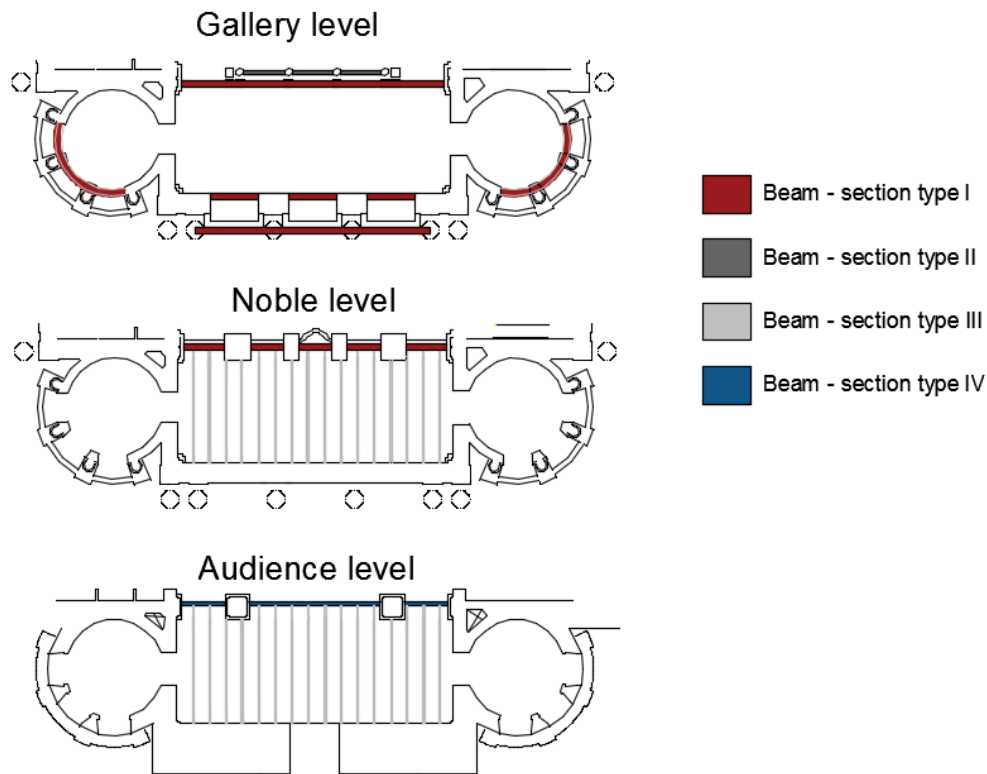 Gallery level
Beam - section type I
Beam - section type II
Noble level
Beam - section type III
Beam - section type IV
Audience level